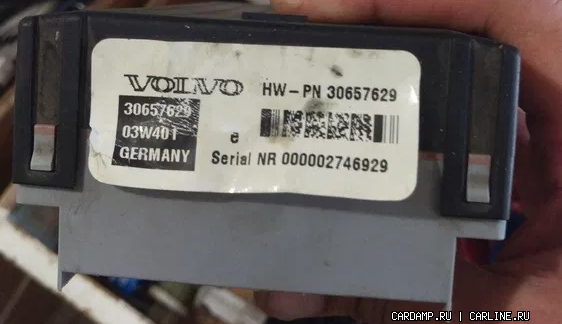 VOLVO
HW-PN 30657629
30657629
03W401
GERMANY
e
Serial NR 000002746929
CARDAMP.RU | CARLINE.RU